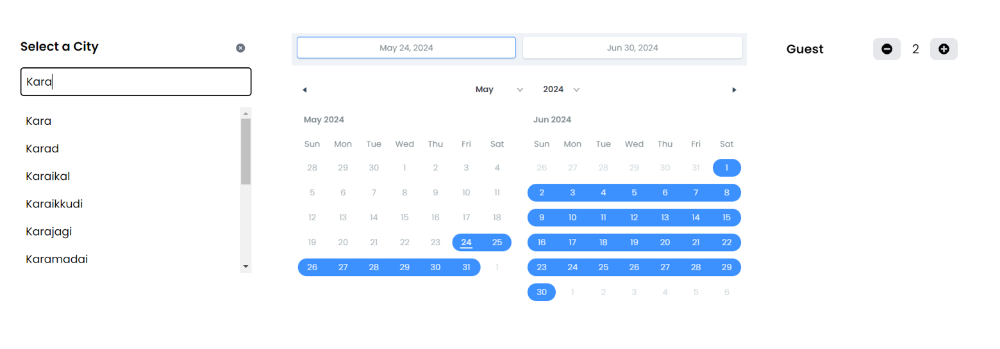 Select a City
Kara
Kara
Karad
Karaikal
Karaikkudi
Karajagi
Karamadai
May 24, 2024 Jun 30, 2024
May 2024
May 2024
Sun Mon Tue Wed Thu Fri Sat
28 29 30 1 2 3 4
5 6 7 8 9 10 11
12 13 14 15 16 17 18
19 20 21 22 23 24 25
26 27 28 29 30 31 1
Jun 2024
Sun Mon Tue Wed Thu Fri Sat
26 27 28 29 30 31 1
2 3 4 5 6 7 8
9 10 11 12 13 14 15
16 17 18 19 20 21 22
23 24 25 26 27 28 29
30 1 2 3 4 5 6
Guest 2